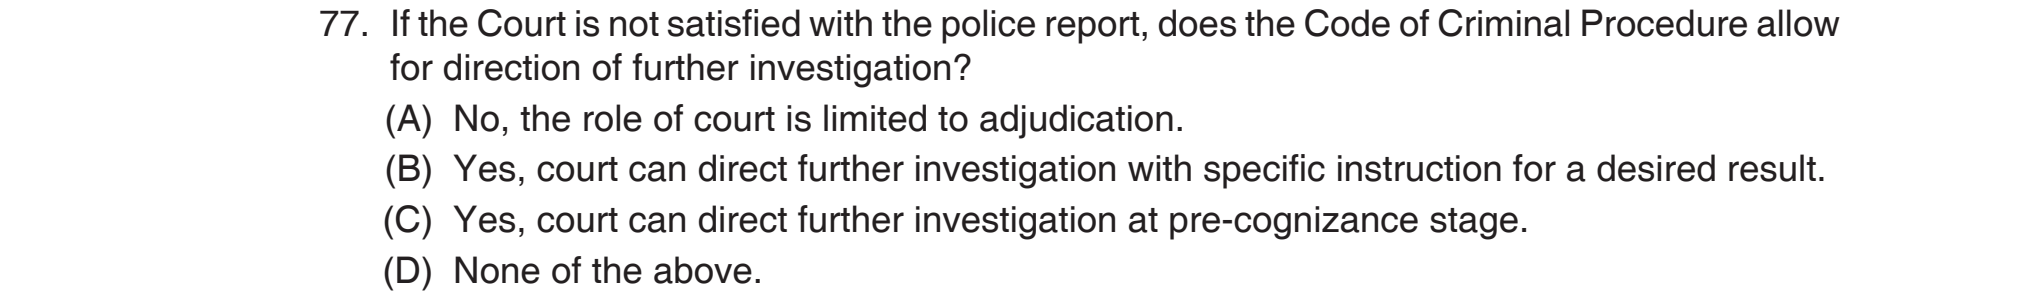 77. If the Court is not satisfied with the police report, does the Code of Criminal Procedure allow
for direction of further investigation?
(A) No, the role of court is limited to adjudication.
(B) Yes, court can direct further investigation with specific instruction for a desired result.
(C) Yes, court can direct further investigation at pre-cognizance stage.
(D) None of the above.